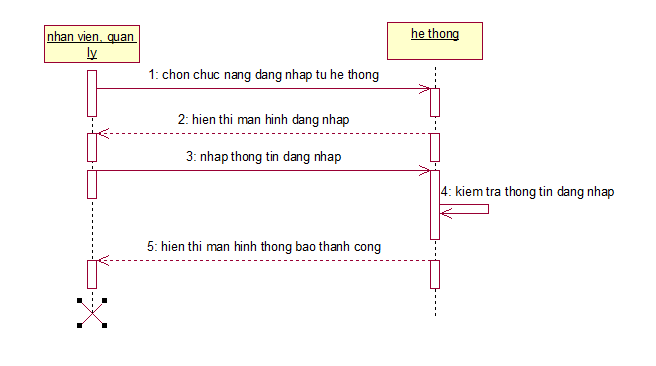 nhan vien, quan
ly
he thong
1: chon chuc nang dang nhap tu he thong
2: hien thi man hinh dang nhap
3: nhap thong tin dang nhap
4: kiem tra thong tin dang nhap
5: hien thi man hinh thong bao thanh cong